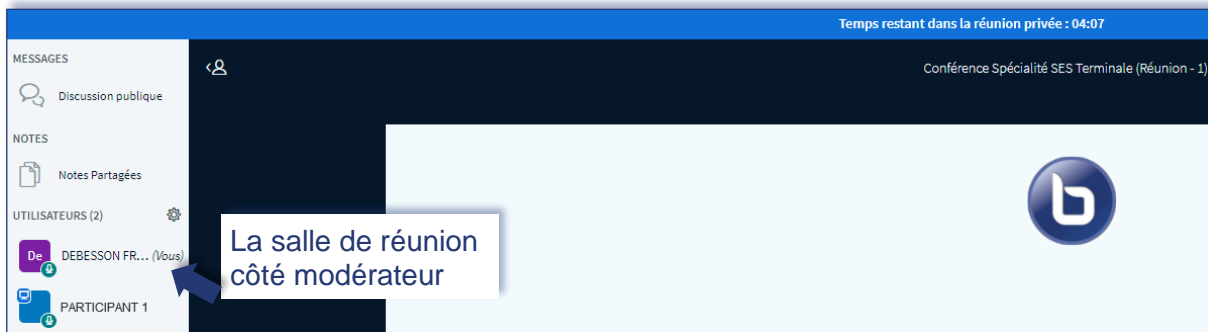 Temps restant dans la réunion privée : 04:07
MESSAGES
Discussion publique
NOTES
Notes Partagées
UTILISATEURS (2)
De
DEBESSON FR... (Vous)
PARTICIPANT 1
Conférence Spécialité SES Terminale (Réunion - 1)
La salle de réunion
côté modérateur
b